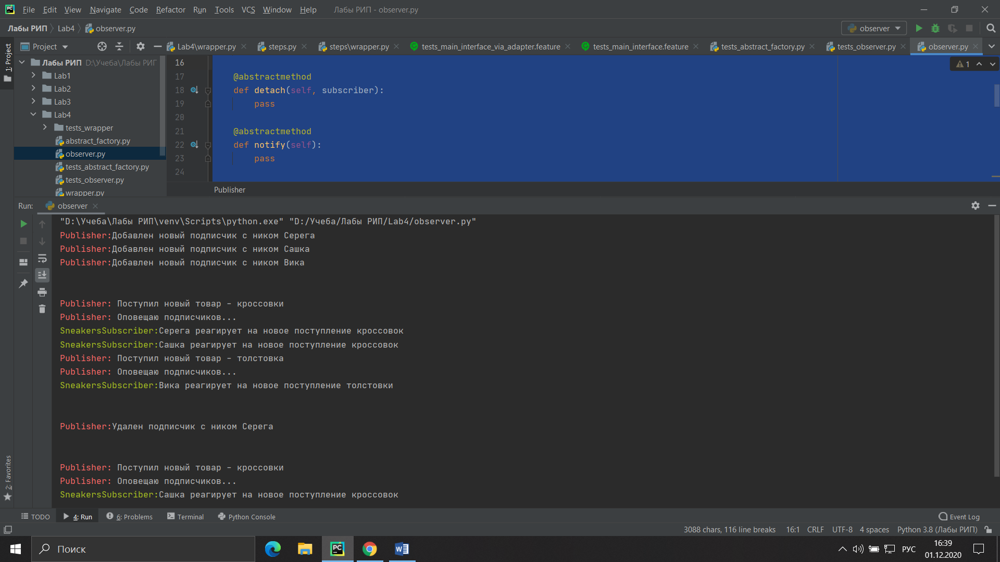 File Edit View Navigate Code Refactor Run Tools VCS Window Help Лабы РИП - observer.py
Лабы РИП Lab4 observer.py observer
Project Lab4\wrapper.py steps.py steps\wrapper.py tests_main_interface_via_adapter.feature tests_main_interface.feature tests_abstract_factory.py tests_observer.py observer.py
1: Project
Лабы РИП D:\Учеба\Лабы РИГ
Lab1
Lab2
Lab3
Lab4
tests_wrapper
abstract_factory.py
observer.py
tests_abstract_factory.py
tests_observer.py
wrapper.py
16
17 @abstractmethod
18 def detach(self, subscriber):
19 pass
20
21 @abstractmethod
22 def notify(self):
23 pass
24
1
Publisher
Run: observer
"D:\Учеба\Лабы РИП\venv\Scripts\python.exe" "D:/Учеба/Лабы РИП/Lab4/observer.py"
Publisher:Добавлен новый подписчик с ником Серега
Publisher:Добавлен новый подписчик с ником Сашка
Publisher:Добавлен новый подписчик с ником Вика
Publisher: Поступил новый товар - кроссовки
Publisher: Оповещаю подписчиков...
SneakersSubscriber:Серега реагирует на новое поступление кроссовок
SneakersSubscriber:Сашка реагирует на новое поступление кроссовок
Publisher: Поступил новый товар - толстовка
Publisher: Оповещаю подписчиков...
SneakersSubscriber:Вика реагирует на новое поступление толстовки
Publisher:Удален подписчик с ником Серега
Publisher: Поступил новый товар - кроссовки
Publisher: Оповещаю подписчиков...
SneakersSubscriber:Сашка реагирует на новое поступление кроссовок
2: Favorites
TODO 4: Run 6: Problems Terminal Python Console Event Log
3088 chars, 116 line breaks 16:1 CRLF UTF-8 4 spaces Python 3.8 (Лабы РИП)
Поиск PC РУС 16:39
01.12.2020